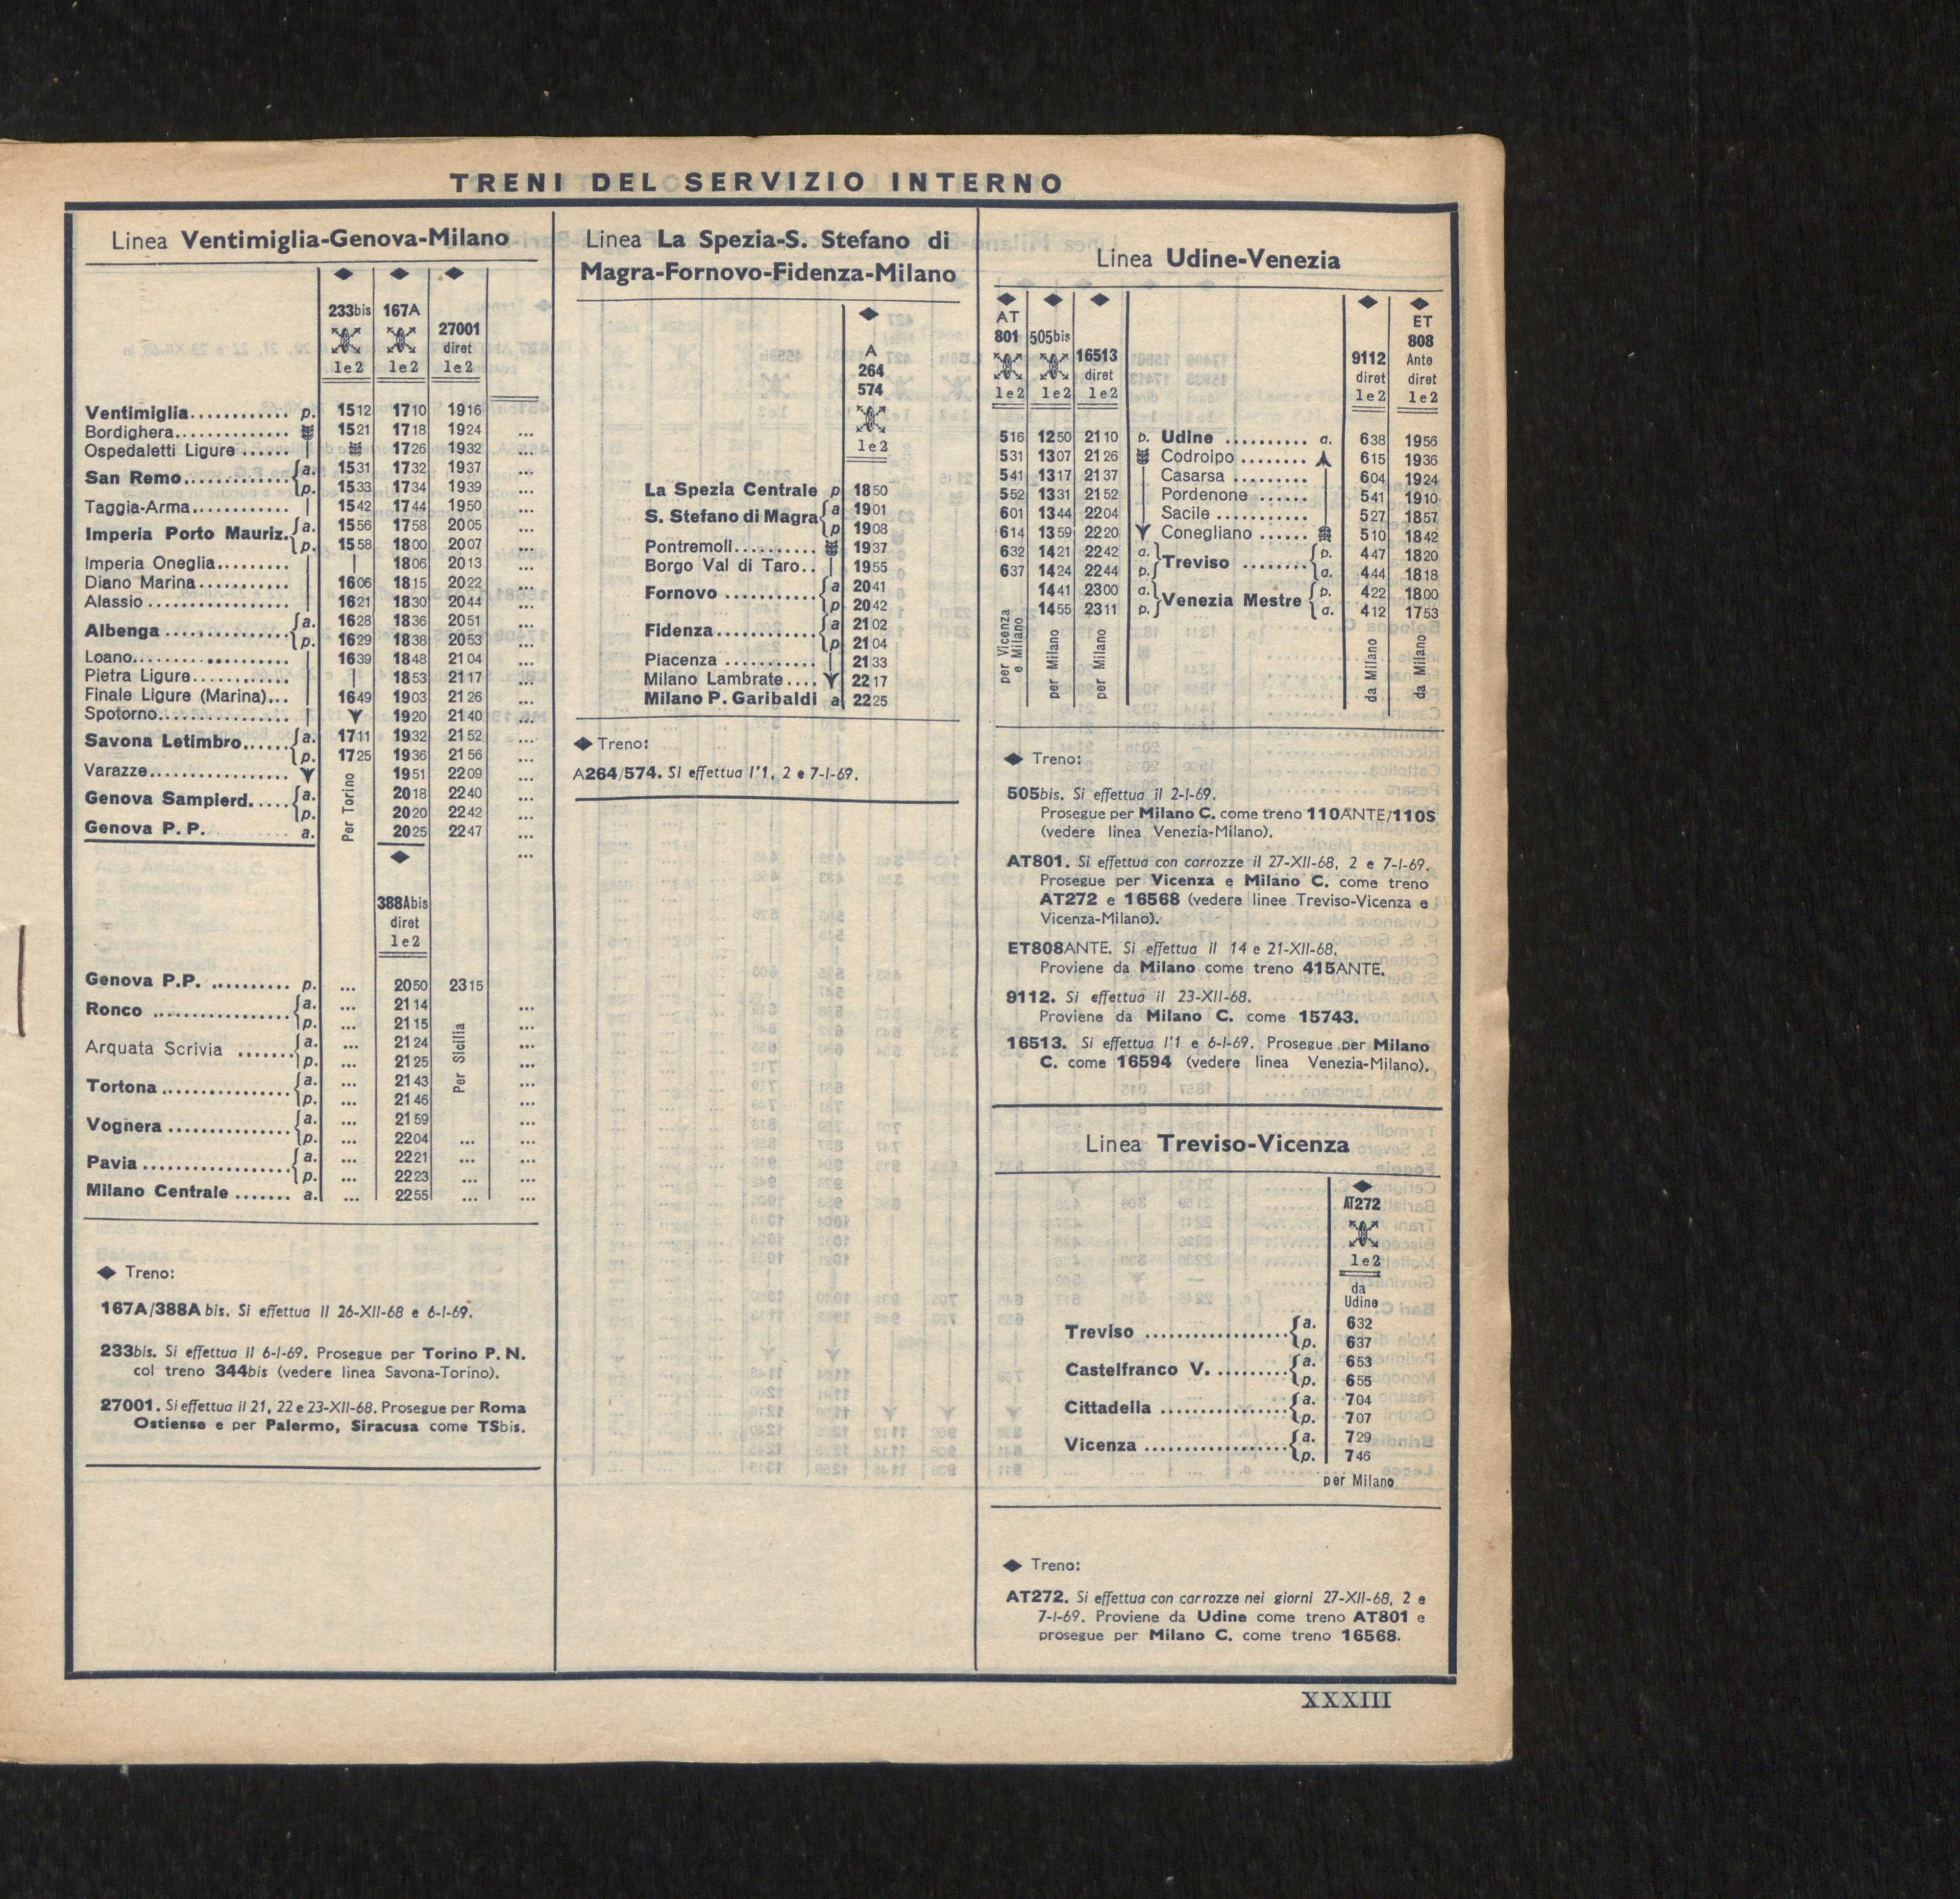 TRENI DEL SERVIZIO INTERNO
Linea Ventimiglia-Genova-Milano
233bis 167A
27001
diret
1e2 1e2 1e2
Ventimiglia............ p. 1512 1710 1916
Bordighera.............. 1521 1718 1924 ...
Ospedaletti Ligure ...... 1726 1932 ...
San Remo............. a. 1531 1732 1937 ...
p. 1533 1734 1939 ...
Taggia-Arma............ 1542 1744 1950 ...
Imperia Porto Mauriz. a. 1556 1758 2005 ...
p. 1558 1800 2007 ...
Imperia Oneglia......... | 1806 2013 ...
Diano Marina........... 1606 1815 2022 ...
Alassio ................. 1621 1830 2044 ...
Albenga ............... a. 1628 1836 2051 ...
p. 1629 1838 2053 ...
Loano................... 1639 1848 2104 ...
Pietra Ligure............ | 1853 2117 ...
Finale Ligure (Marina)... 1649 1903 2126 ...
Spotorno................ 1920 2140 ...
Savona Letimbro...... a. 1711 1932 2152 ...
p. 1725 1936 2156 ...
Varazze................. 1951 2209 ...
Genova Sampierd..... a. 2018 2240 ...
p. 2020 2242 ...
Genova P. P. a. 2025 2247 ...
Per Torino
...
388Abis
diret
1e2
Genova P.P. .......... p. ... 2050 2315
Ronco ................ a. ... 2114 ...
p. ... 2115 ...
Arquata Scrivia ....... a. ... 2124 ...
p. ... 2125 ...
Tortona ............... a. ... 2143 ...
p. ... 2146 ...
Voghera ............... a. ... 2159 ...
p. ... 2204 ... ...
Pavia .................. a. ... 2221 ... ...
p. ... 2223 ... ...
Milano Centrale ....... a. ... 2255 ... ...
Per Sicilia
◆ Treno:
167A/388A bis. Si effettua il 26-XII-68 e 6-I-69.
233bis. Si effettua il 6-I-69. Prosegue per Torino P. N.
col treno 344bis (vedere linea Savona-Torino).
27001. Si effettua il 21, 22 e 23-XII-68. Prosegue per Roma
Ostiense e per Palermo, Siracusa come TSbis.
Linea La Spezia-S. Stefano di
Magra-Fornovo-Fidenza-Milano
A
264
574
1e2
La Spezia Centrale p 1850
S. Stefano di Magra a 1901
p 1908
Pontremoli.......... 1937
Borgo Val di Taro.. 1955
Fornovo ........... a 2041
p 2042
Fidenza............ a 2102
p 2104
Piacenza ........... 2133
Milano Lambrate.... 2217
Milano P. Garibaldi a 2225
◆ Treno:
A264/574. Si effettua l'1, 2 e 7-I-69.
Linea Udine-Venezia
AT
801 505bis
16513
diret
1e2 1e2 1e2
9112
diret
1e2
ET
808
Ante
diret
1e2
516 1250 2110 p. Udine .......... a. 638 1956
531 1307 2126 Codroipo ........ 615 1936
541 1317 2137 Casarsa ......... 604 1924
552 1331 2152 Pordenone ...... 541 1910
601 1344 2204 Sacile ........... 527 1857
614 1359 2220 Conegliano ...... 510 1842
632 1421 2242 a. Treviso ........ p. 447 1820
637 1424 2244 p. a. 444 1818
1441 2300 a. Venezia Mestre p. 422 1800
1455 2311 p. a. 412 1753
per Vicenza
e Milano
per Milano
per Milano
da Milano
da Milano
◆ Treno:
505bis. Si effettua il 2-I-69.
Prosegue per Milano C. come treno 110ANTE/110S
(vedere linea Venezia-Milano).
AT801. Si effettua con carrozze il 27-XII-68, 2 e 7-I-69.
Prosegue per Vicenza e Milano C. come treno
AT272 e 16568 (vedere linee Treviso-Vicenza e
Vicenza-Milano).
ET808ANTE. Si effettua il 14 e 21-XII-68.
Proviene da Milano come treno 415ANTE.
9112. Si effettua il 23-XII-68.
Proviene da Milano C. come 15743.
16513. Si effettua l'1 e 6-I-69. Prosegue per Milano
C. come 16594 (vedere linea Venezia-Milano).
Linea Treviso-Vicenza
AT272
1e2
da
Udine
Treviso .................. a. 632
p. 637
Castelfranco V. ......... a. 653
p. 655
Cittadella ................ a. 704
p. 707
Vicenza .................. a. 729
p. 746
per Milano
◆ Treno:
AT272. Si effettua con carrozze nei giorni 27-XII-68, 2 e
7-I-69. Proviene da Udine come treno AT801 e
prosegue per Milano C. come treno 16568.
XXXIII